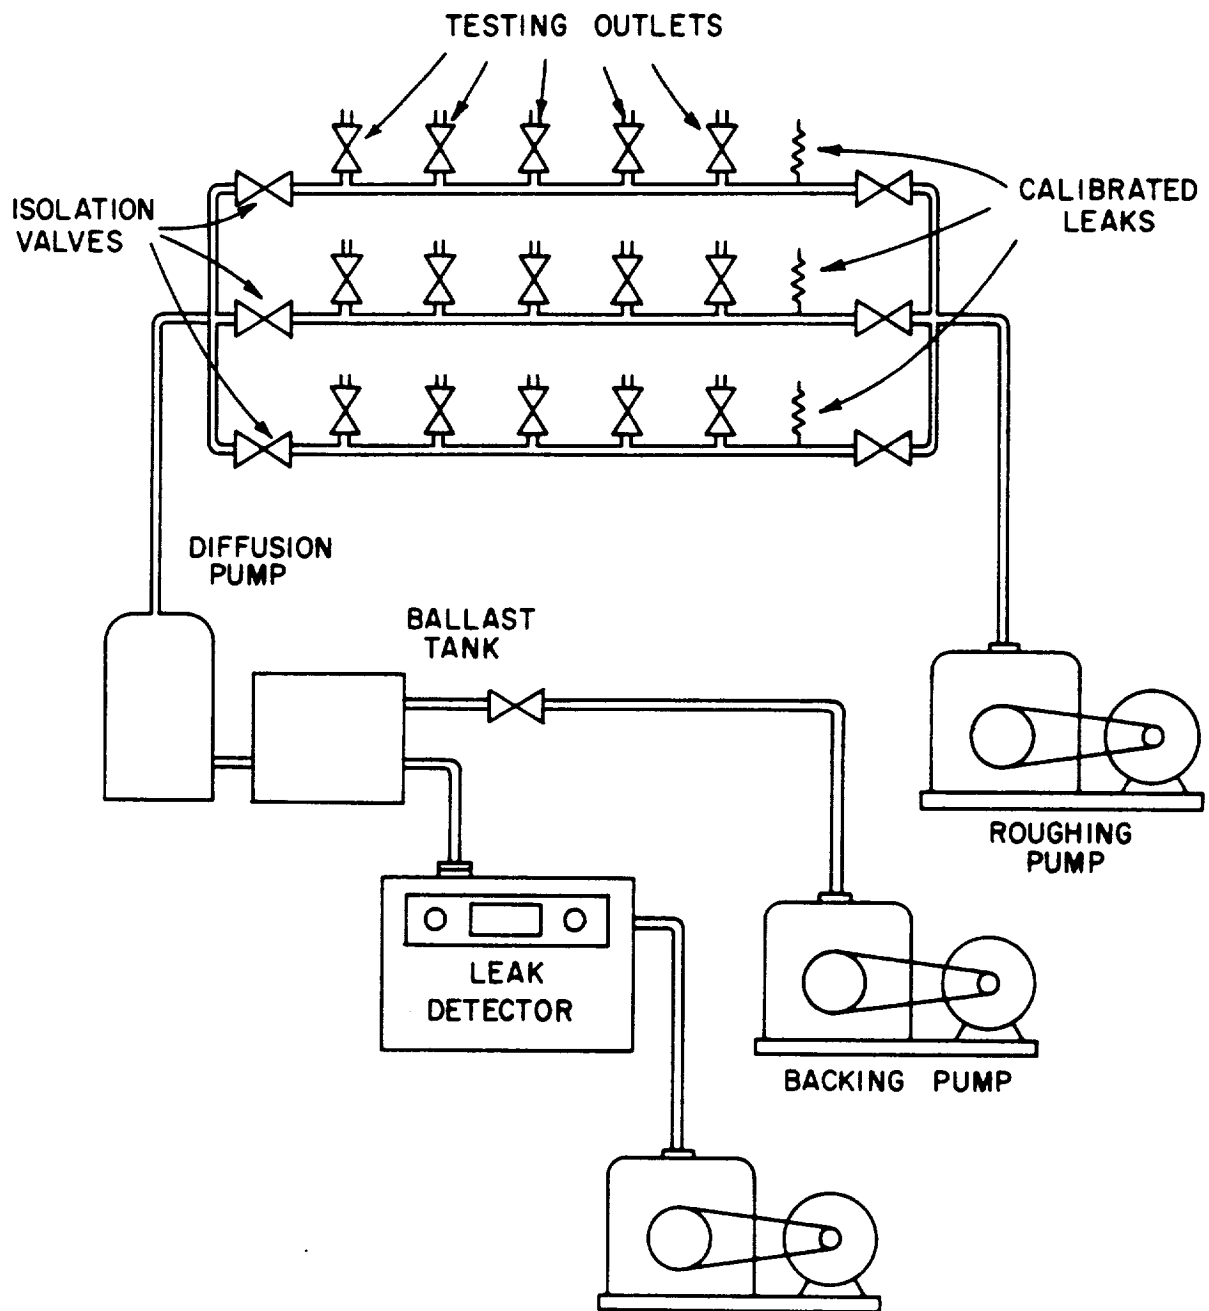 TESTING OUTLETS
ISOLATION
VALVES
CALIBRATED
LEAKS
DIFFUSION
PUMP
BALLAST
TANK
ROUGHING
PUMP
LEAK
DETECTOR
BACKING PUMP